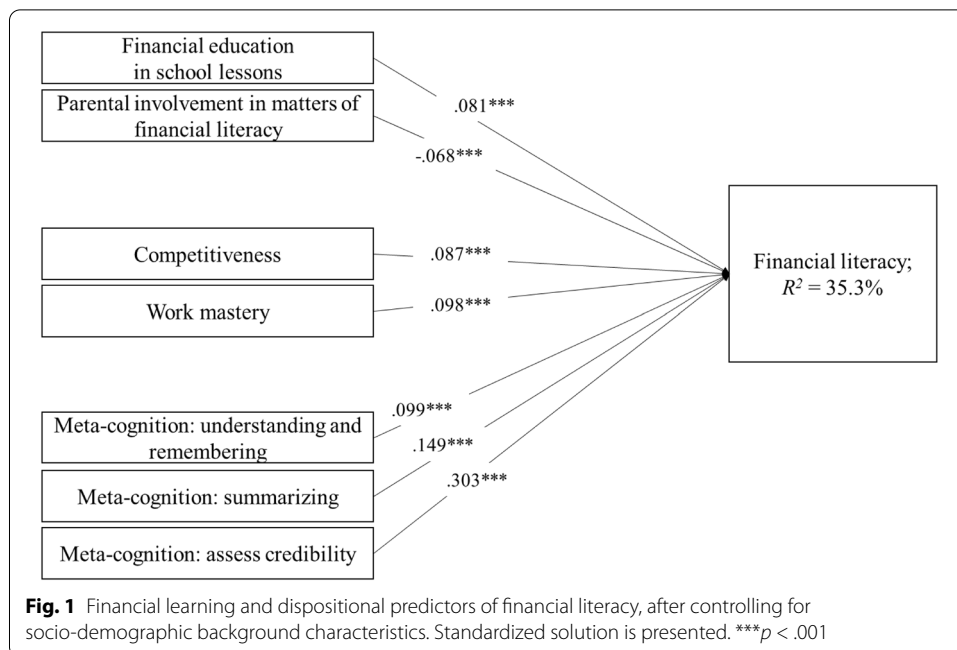 Financial education
in school lessons
Parental involvement in matters of
financial literacy
Competitiveness
Work mastery
Meta-cognition: understanding and
remembering
Meta-cognition: summarizing
Meta-cognition: assess credibility
.081***
-.068***
.087***
.098***
.099***
.149***
.303***
Financial literacy;
R² = 35.3%
Fig. 1 Financial learning and dispositional predictors of financial literacy, after controlling for
socio-demographic background characteristics. Standardized solution is presented. ***p < .001